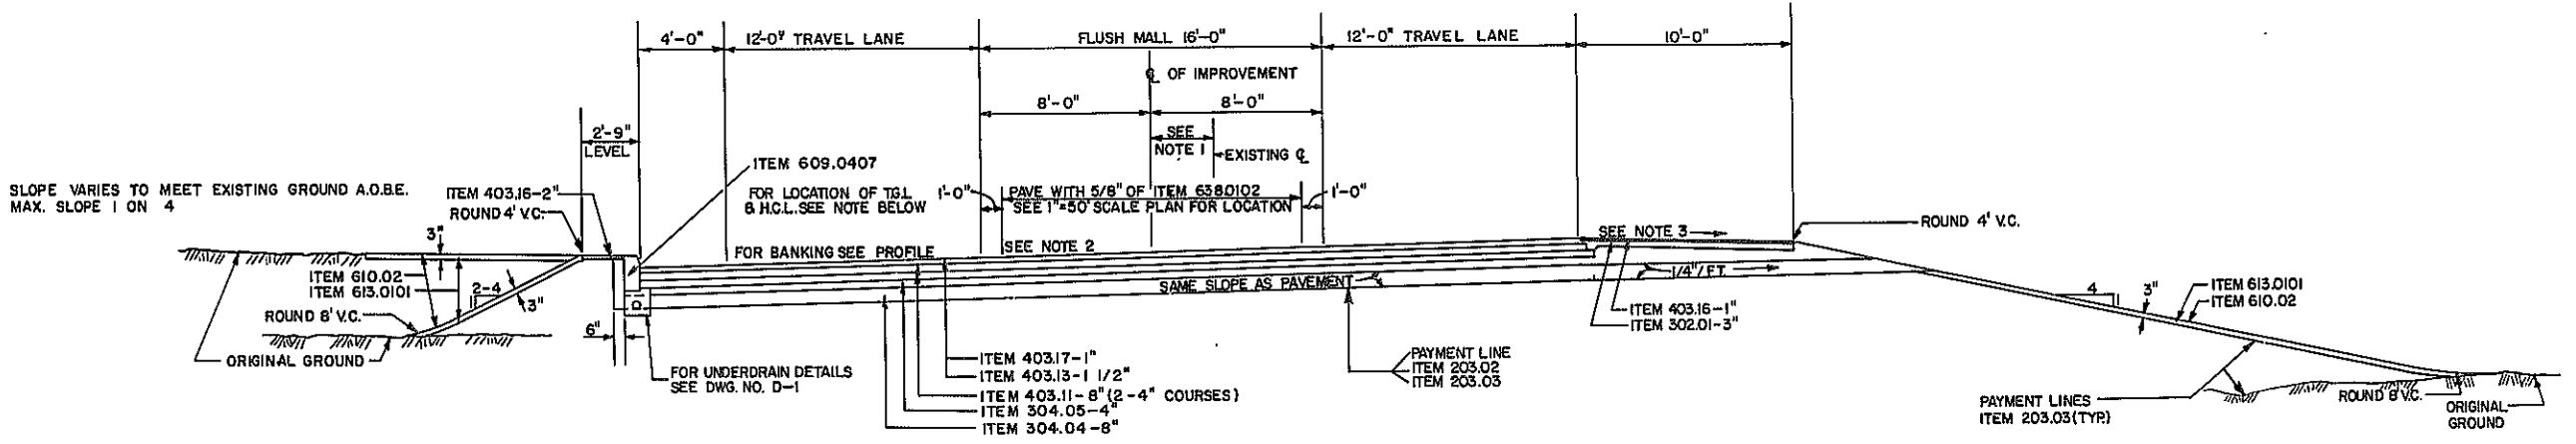 4'-0"
12'-0" TRAVEL LANE
FLUSH MALL 16'-0"
12'-0" TRAVEL LANE
10'-0"
℄ OF IMPROVEMENT
8'-0"
8'-0"
2'-9"
LEVEL
SEE
NOTE 1
EXISTING ℄
ITEM 609.0407
SLOPE VARIES TO MEET EXISTING GROUND A.O.B.E.
MAX. SLOPE 1 ON 4
ITEM 403.16-2"
ROUND 4' V.C.
FOR LOCATION OF T.G.L.
& H.C.L. SEE NOTE BELOW
1'-0"
PAVE WITH 5/8" OF ITEM 638.0102
SEE 1"=50' SCALE PLAN FOR LOCATION
1'-0"
ROUND 4' V.C.
3"
FOR BANKING SEE PROFILE
SEE NOTE 2
SEE NOTE 3
ITEM 610.02
ITEM 613.0101
2-4
1
3"
SAME SLOPE AS PAVEMENT
1/4"/FT.
4
1
3"
ITEM 613.0101
ITEM 610.02
ROUND 8' V.C.
6"
ITEM 403.16-1"
ITEM 302.01-3"
ORIGINAL GROUND
FOR UNDERDRAIN DETAILS
SEE DWG. NO. D-1
ITEM 403.17-1"
ITEM 403.13-1 1/2"
ITEM 403.11-8" (2-4" COURSES)
ITEM 304.05-4"
ITEM 304.04-8"
PAYMENT LINE
ITEM 203.02
ITEM 203.03
PAYMENT LINES
ITEM 203.03 (TYP.)
ROUND 8' V.C.
ORIGINAL
GROUND